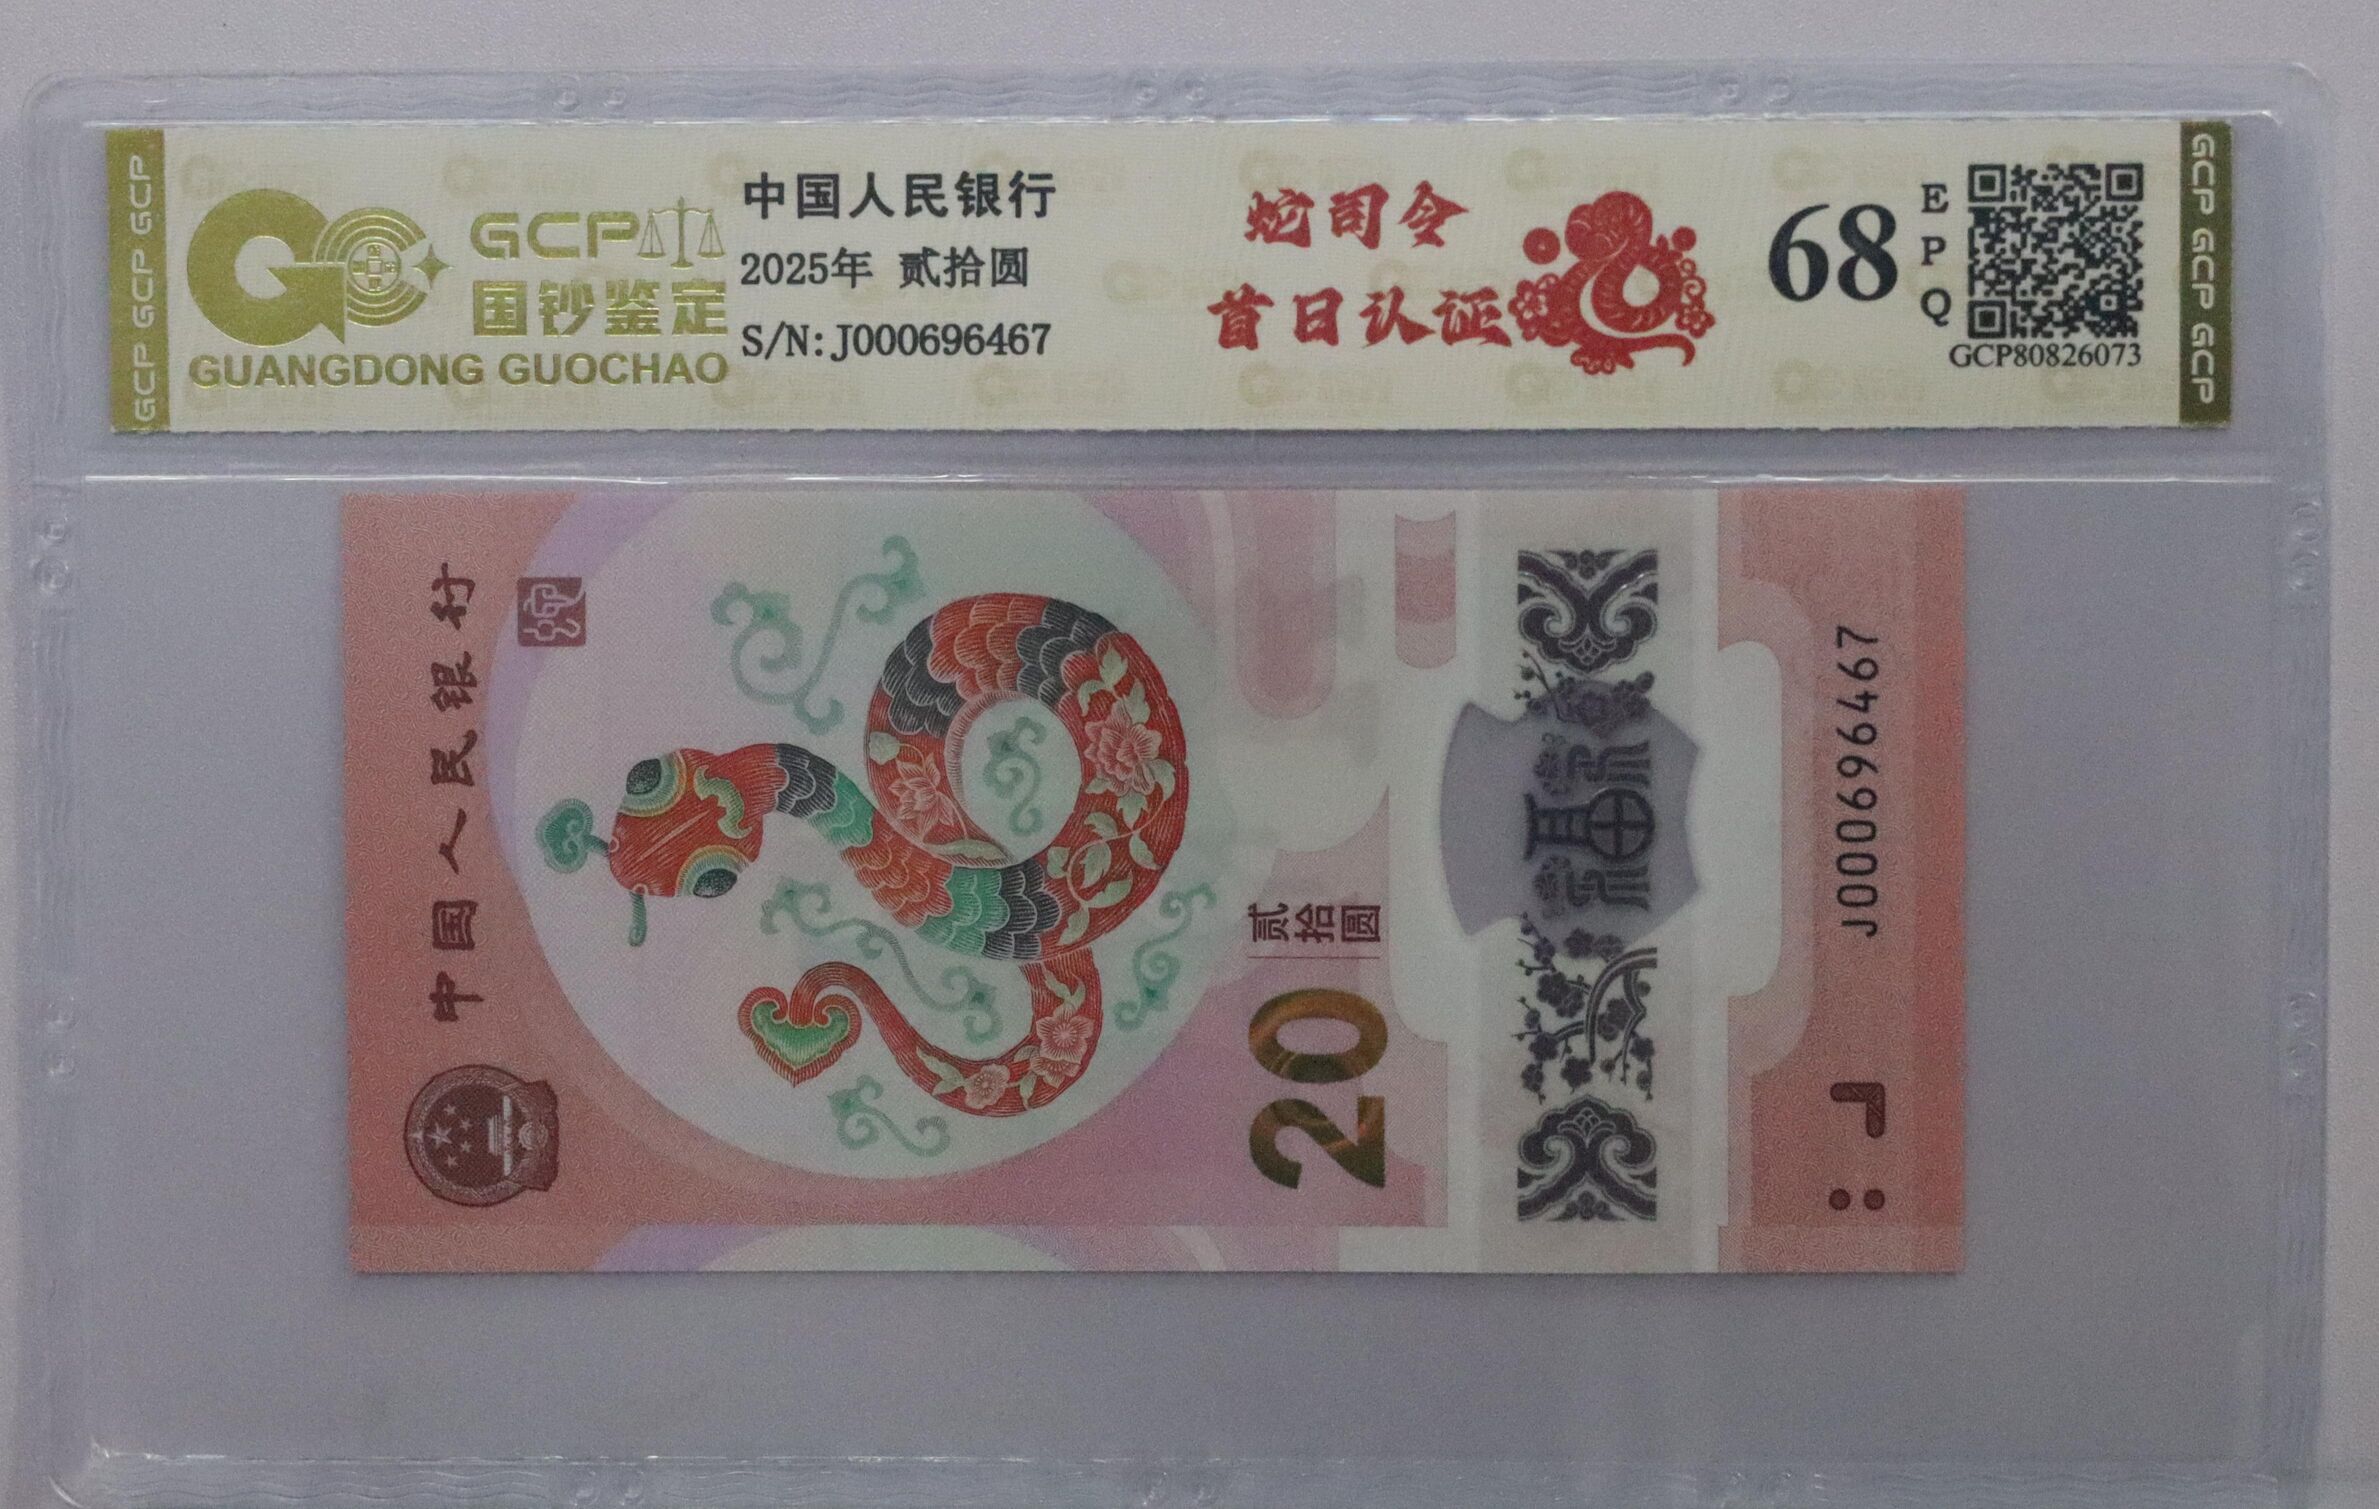 GCP GCP GCP
GCP
国钞鉴定
GUANGDONG GUOCHAO
中国人民银行
2025年 贰拾圆
S/N:J000696467
蛇司令
首日认证
68
EPQ
GCP80826073
GCP GCP GCP
中国人民银行
贰拾圆
20
福
J000696467